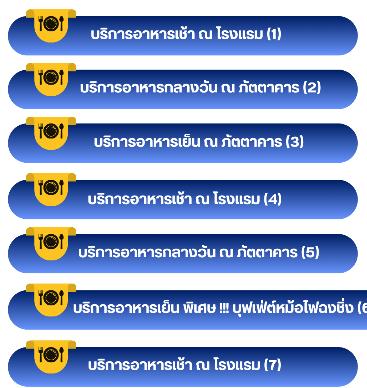 บริการอาหารเช้า ณ โรงแรม (1)
บริการอาหารกลางวัน ณ ภัตตาคาร (2)
บริการอาหารเย็น ณ ภัตตาคาร (3)
บริการอาหารเช้า ณ โรงแรม (4)
บริการอาหารกลางวัน ณ ภัตตาคาร (5)
บริการอาหารเย็น พิเศษ !!! บุฟเฟ่ต์หม้อไฟฉงชิ่ง (6
บริการอาหารเช้า ณ โรงแรม (7)